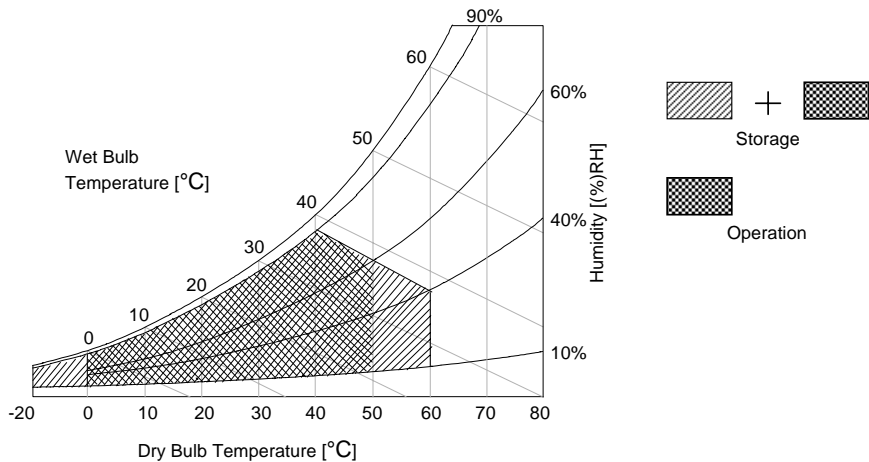 90%
60
60%
50
Wet Bulb
Temperature [°C]
40
40%
30
20
10
0
10%
Humidity [(%)RH]
-20 0 10 20 30 40 50 60 70 80
Dry Bulb Temperature [°C]
+
Storage
Operation